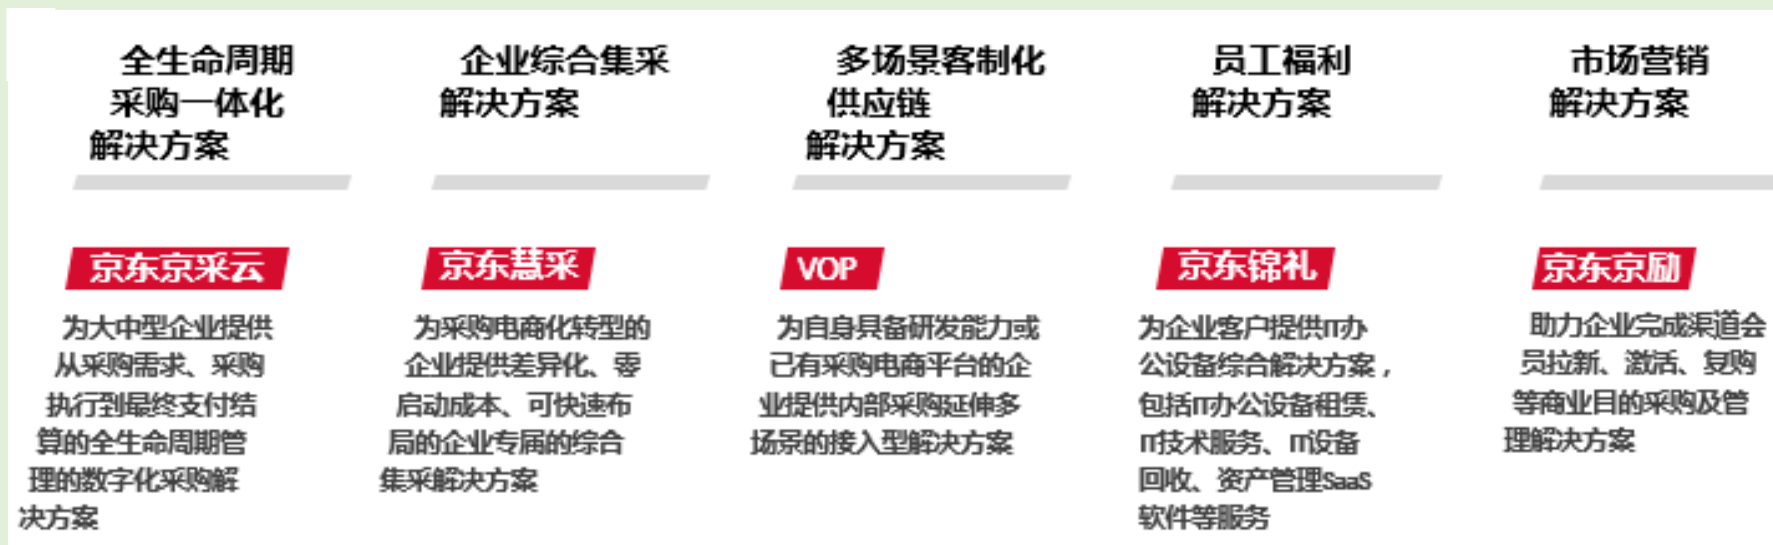 全生命周期
采购一体化
解决方案
京东京采云
为大中型企业提供
从采购需求、采购
执行到最终支付结
算的全生命周期管
理的数字化采购解
决方案
企业综合集采
解决方案
京东慧采
为采购电商化转型的
企业提供差异化、零
启动成本、可快速布
局的企业专属的综合
集采解决方案
多场景客制化
供应链
解决方案
VOP
为自身具备研发能力或
已有采购电商平台的企
业提供内部采购延伸多
场景的接入型解决方案
员工福利
解决方案
京东锦礼
为企业客户提供IT办
公设备综合解决方案，
包括IT办公设备租赁、
IT技术服务、IT设备
回收、资产管理SaaS
软件等服务
市场营销
解决方案
京东京励
助力企业完成渠道会
员拉新、激活、复购
等商业目的采购及管
理解决方案